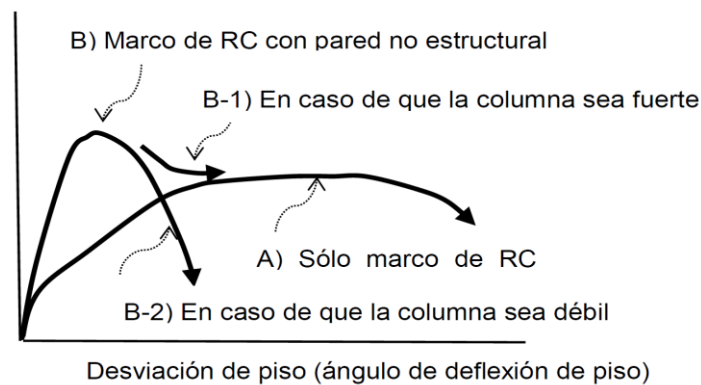 B) Marco de RC con pared no estructural
B-1) En caso de que la columna sea fuerte
A) Sólo marco de RC
B-2) En caso de que la columna sea débil
Desviación de piso (ángulo de deflexión de piso)